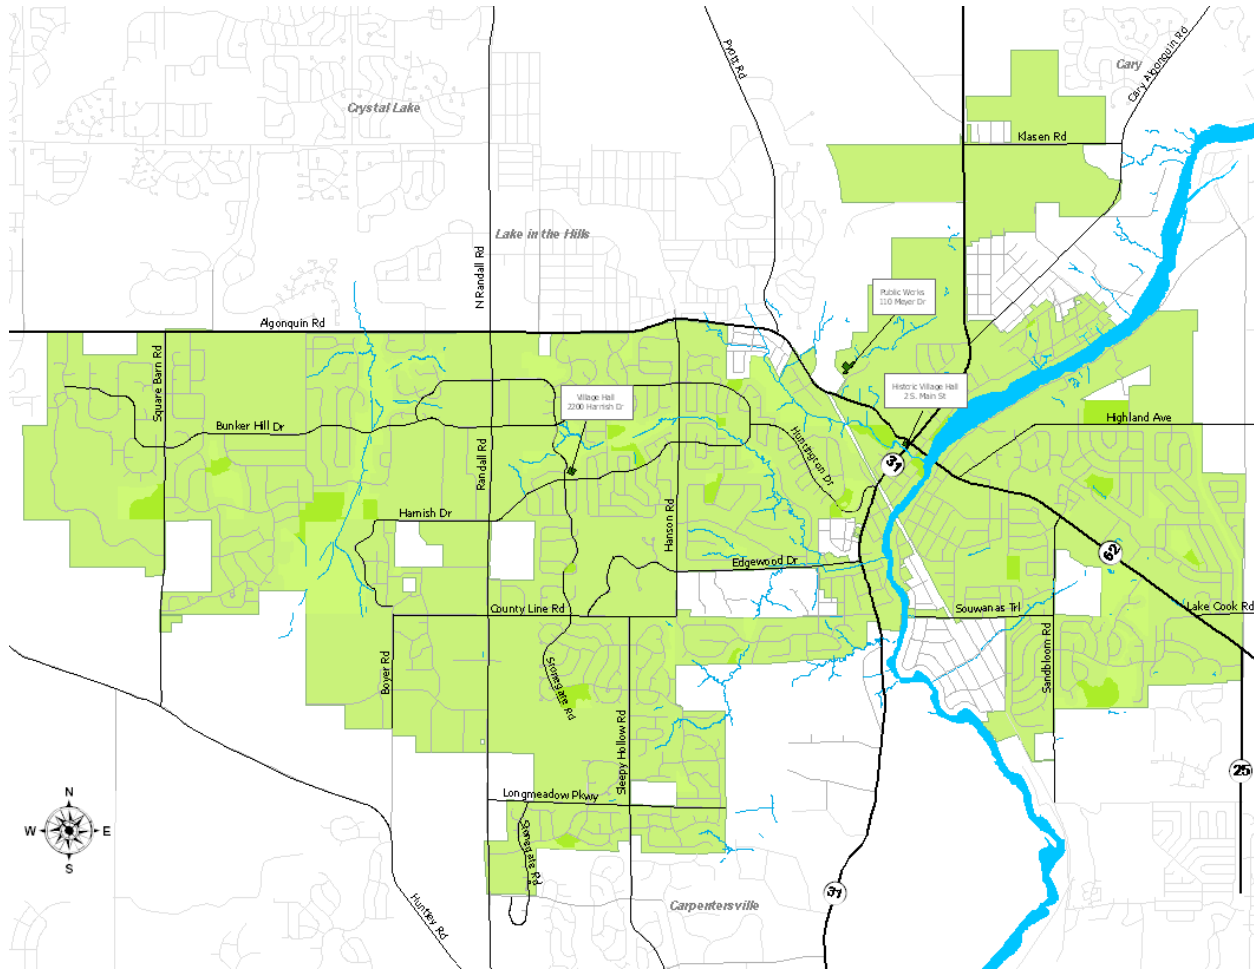 Pyott Rd
Cary
Cary Algonquin Rd
Crystal Lake
Klasen Rd
Lake in the Hills
N Randall Rd
Public Works
110 Meyer Dr
Algonquin Rd
Square Barn Rd
Village Hall
2200 Harnish Dr
Historic Village Hall
2 S. Main St
Bunker Hill Dr
Highland Ave
Huntington Dr
Randall Rd
31
Harnish Dr
Hanson Rd
62
Edgewood Dr
County Line Rd
Souwanas Trl
Lake Cook Rd
Boyer Rd
Stonegate Rd
Sandbloom Rd
Sleepy Hollow Rd
25
Longmeadow Pkwy
N
W
E
S
Stonegate Rd
31
Huntley Rd
Carpentersville